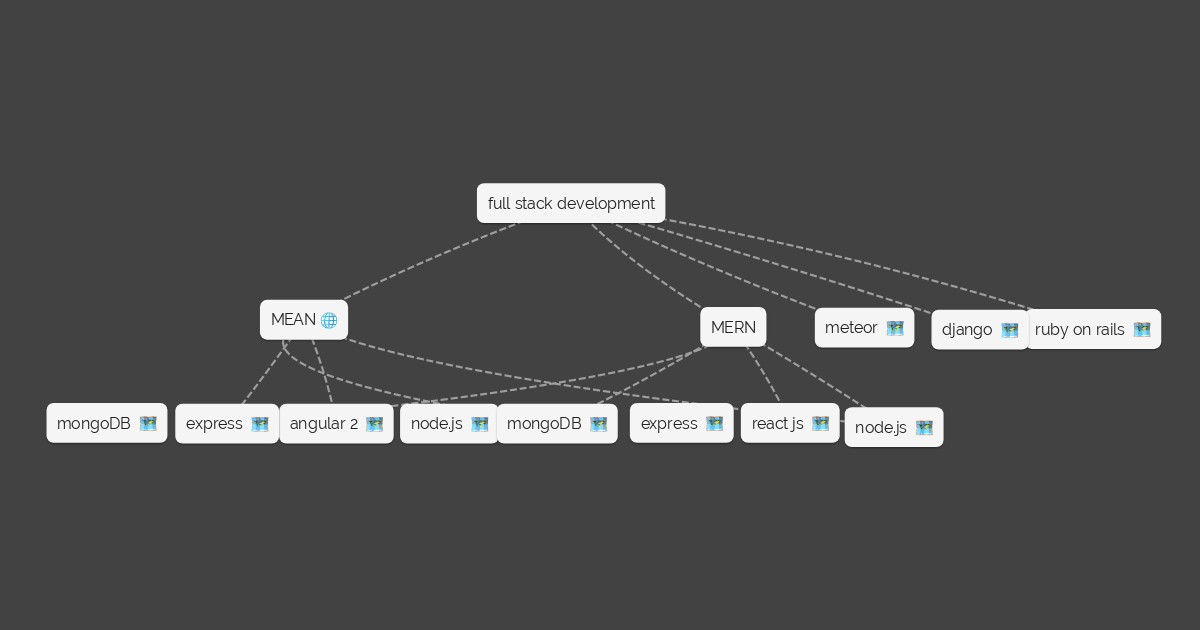 full stack development
MEAN 🌐
MERN
meteor
django
ruby on rails
mongoDB
express
angular 2
node.js
mongoDB
express
react js
node.js